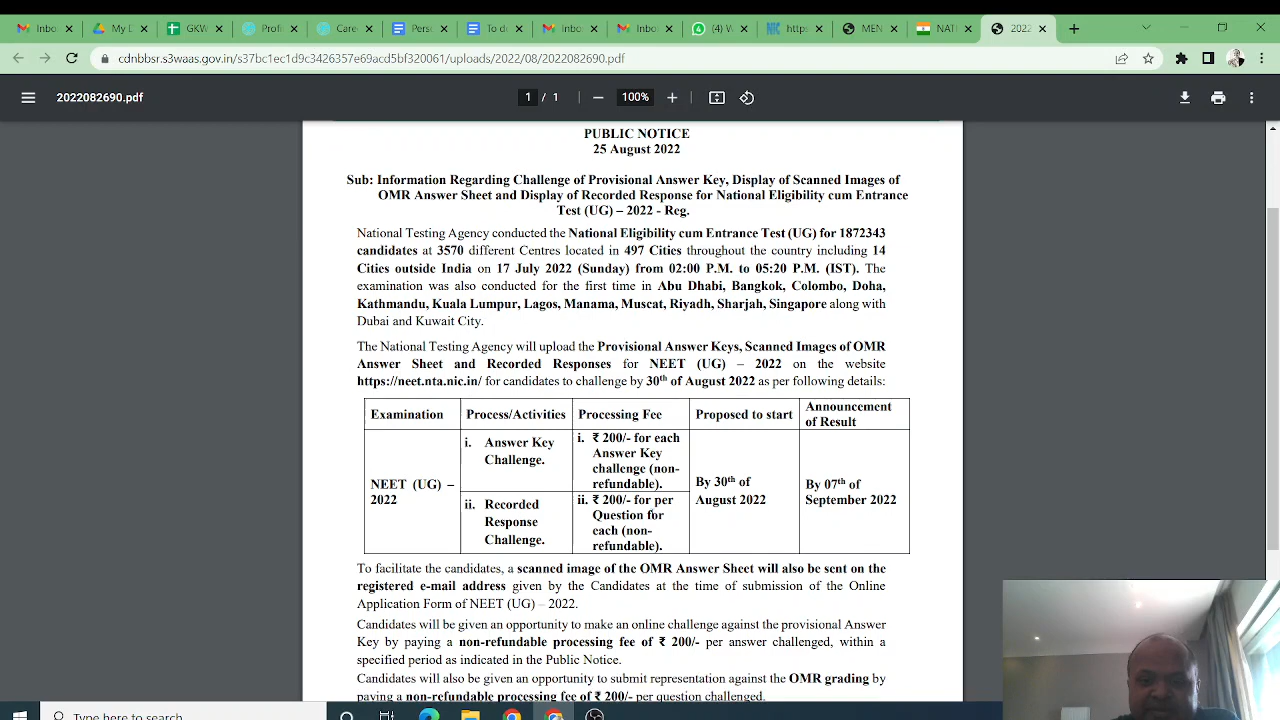 Inbo
My D
GKW
Profil
Care
Pers
To d
Inbo
Inbo
(4) W
https
MEN
NATI
2022
cdnbbsr.s3waas.gov.in/s37bc1ec1d9c3426357e69acd5bf320061/uploads/2022/08/2022082690.pdf
2022082690.pdf
1 / 1
100%
PUBLIC NOTICE
25 August 2022
Sub: Information Regarding Challenge of Provisional Answer Key, Display of Scanned Images of
OMR Answer Sheet and Display of Recorded Response for National Eligibility cum Entrance
Test (UG) – 2022 - Reg.
National Testing Agency conducted the National Eligibility cum Entrance Test (UG) for 1872343
candidates at 3570 different Centres located in 497 Cities throughout the country including 14
Cities outside India on 17 July 2022 (Sunday) from 02:00 P.M. to 05:20 P.M. (IST). The
examination was also conducted for the first time in Abu Dhabi, Bangkok, Colombo, Doha,
Kathmandu, Kuala Lumpur, Lagos, Manama, Muscat, Riyadh, Sharjah, Singapore along with
Dubai and Kuwait City.
The National Testing Agency will upload the Provisional Answer Keys, Scanned Images of OMR
Answer Sheet and Recorded Responses for NEET (UG) – 2022 on the website
https://neet.nta.nic.in/ for candidates to challenge by 30th of August 2022 as per following details:
Examination
Process/Activities
Processing Fee
Proposed to start
Announcement
of Result
NEET (UG) –
2022
i. Answer Key
Challenge.
i. ₹ 200/- for each
Answer Key
challenge (non-
refundable).
By 30th of
August 2022
By 07th of
September 2022
ii. Recorded
Response
Challenge.
ii. ₹ 200/- for per
Question for
each (non-
refundable).
To facilitate the candidates, a scanned image of the OMR Answer Sheet will also be sent on the
registered e-mail address given by the Candidates at the time of submission of the Online
Application Form of NEET (UG) – 2022.
Candidates will be given an opportunity to make an online challenge against the provisional Answer
Key by paying a non-refundable processing fee of ₹ 200/- per answer challenged, within a
specified period as indicated in the Public Notice.
Candidates will also be given an opportunity to submit representation against the OMR grading by
paying a non-refundable processing fee of ₹ 200/- per question challenged.
Type here to search